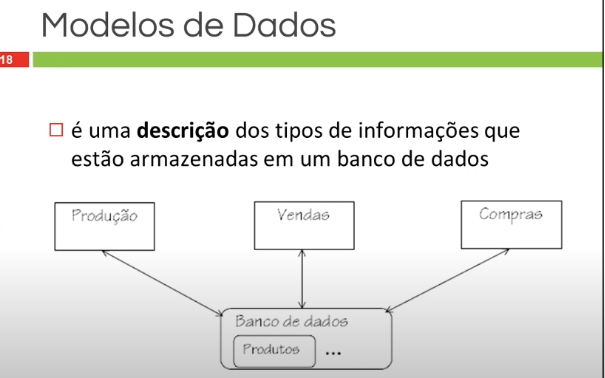 Modelos de Dados
18
é uma descrição dos tipos de informações que
estão armazenadas em um banco de dados
Produção
Vendas
Compras
Banco de dados
Produtos ...